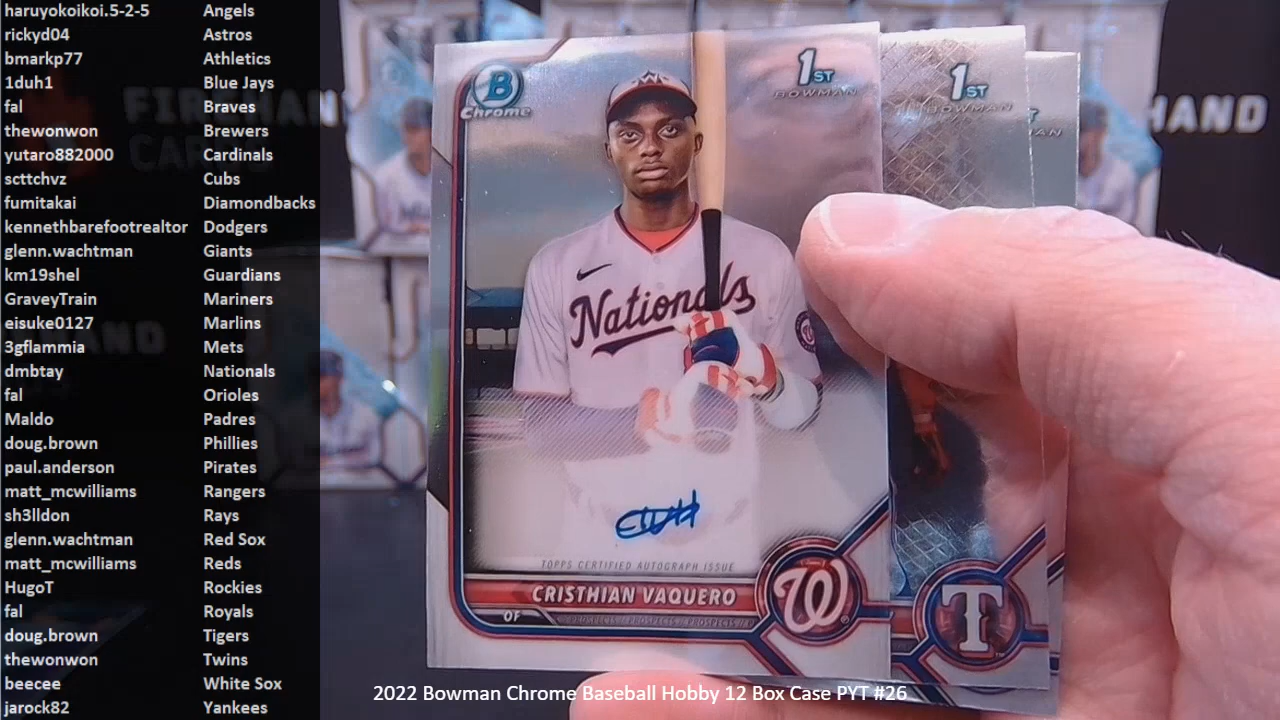 haruyokoikoi.5-2-5 Angels
rickyd04 Astros
bmarkp77 Athletics
1duh1 Blue Jays
fal Braves
thewonwon Brewers
yutaro882000 Cardinals
scttchvz Cubs
fumitakai Diamondbacks
kennethbarefootrealtor Dodgers
glenn.wachtman Giants
km19shel Guardians
GraveyTrain Mariners
eisuke0127 Marlins
3gflammia Mets
dmbtay Nationals
fal Orioles
Maldo Padres
doug.brown Phillies
paul.anderson Pirates
matt_mcwilliams Rangers
sh3lldon Rays
glenn.wachtman Red Sox
matt_mcwilliams Reds
HugoT Rockies
fal Royals
doug.brown Tigers
thewonwon Twins
beecee White Sox
jarock82 Yankees
B
Chrome
1ST
BOWMAN
1ST
BOWMAN
Nationals
W
TOPPS CERTIFIED AUTOGRAPH ISSUE
CRISTHIAN VAQUERO
OF
PROSPECTS / PROSPECTS / PROSPECTS /
W
T
HAND
2022 Bowman Chrome Baseball Hobby 12 Box Case PYT #26